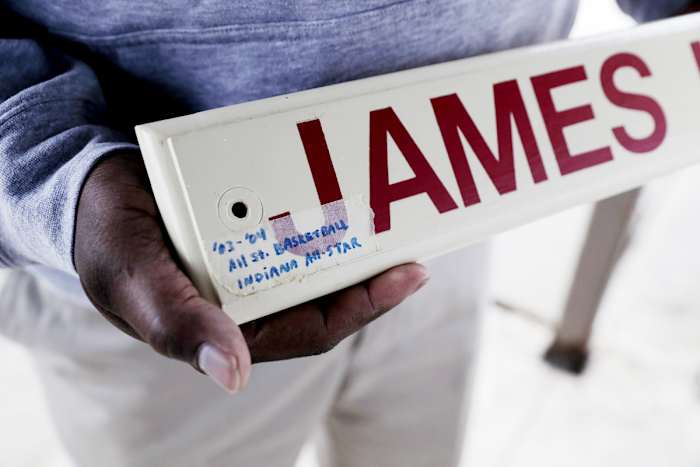 JAMES
'03-'04
All St. BASKETBALL
INDIANA All-STAR